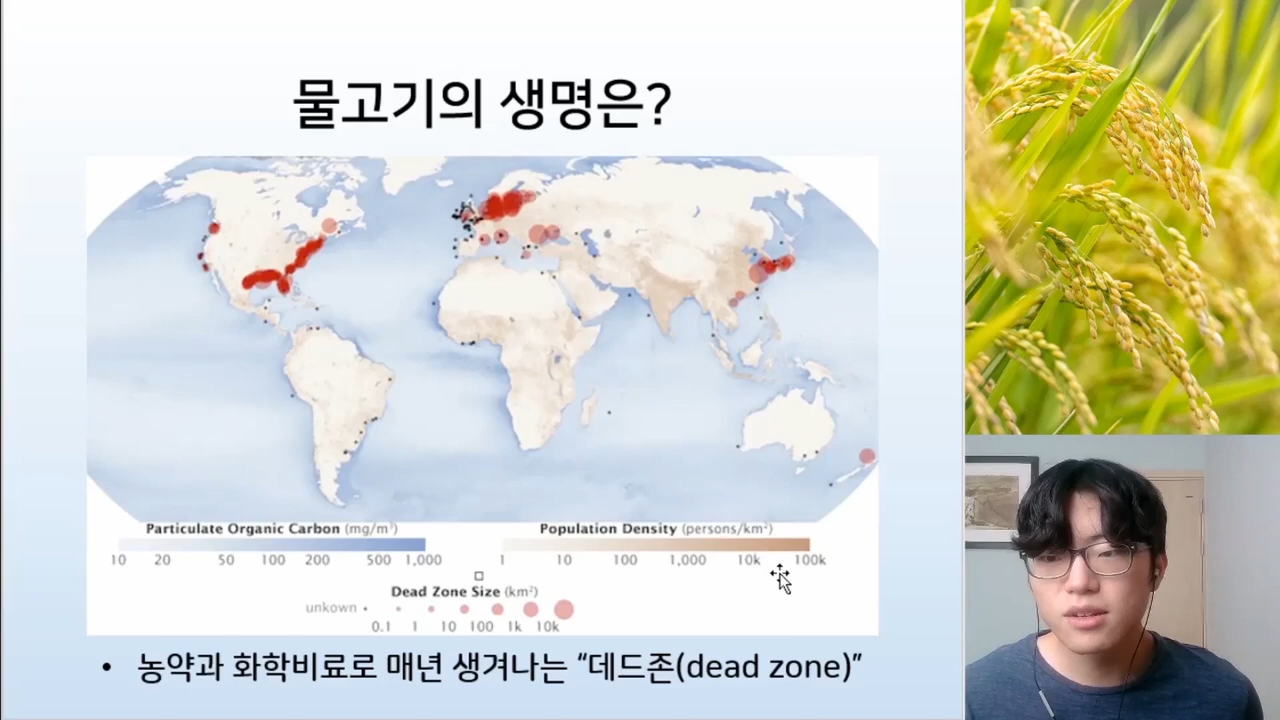 물고기의 생명은?
Particulate Organic Carbon (mg/m³)
10 20 50 100 200 500 1,000
Population Density (persons/km²)
1 10 100 1,000 10k 100k
Dead Zone Size (km²)
unkown
0.1 1 10 100 1k 10k
• 농약과 화학비료로 매년 생겨나는 “데드존(dead zone)”